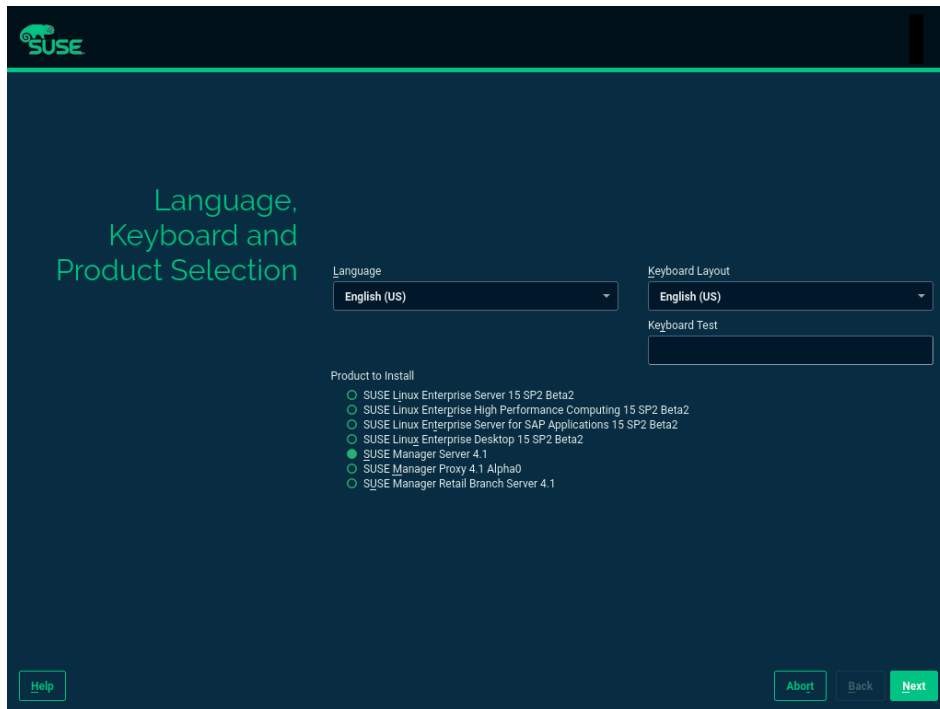 SUSE
Language,
Keyboard and
Product Selection
Language
Keyboard Layout
English (US)
English (US)
Keyboard Test
Product to Install
SUSE Linux Enterprise Server 15 SP2 Beta2
SUSE Linux Enterprise High Performance Computing 15 SP2 Beta2
SUSE Linux Enterprise Server for SAP Applications 15 SP2 Beta2
SUSE Linux Enterprise Desktop 15 SP2 Beta2
SUSE Manager Server 4.1
SUSE Manager Proxy 4.1 Alpha0
SUSE Manager Retail Branch Server 4.1
Help
Abort
Back
Next